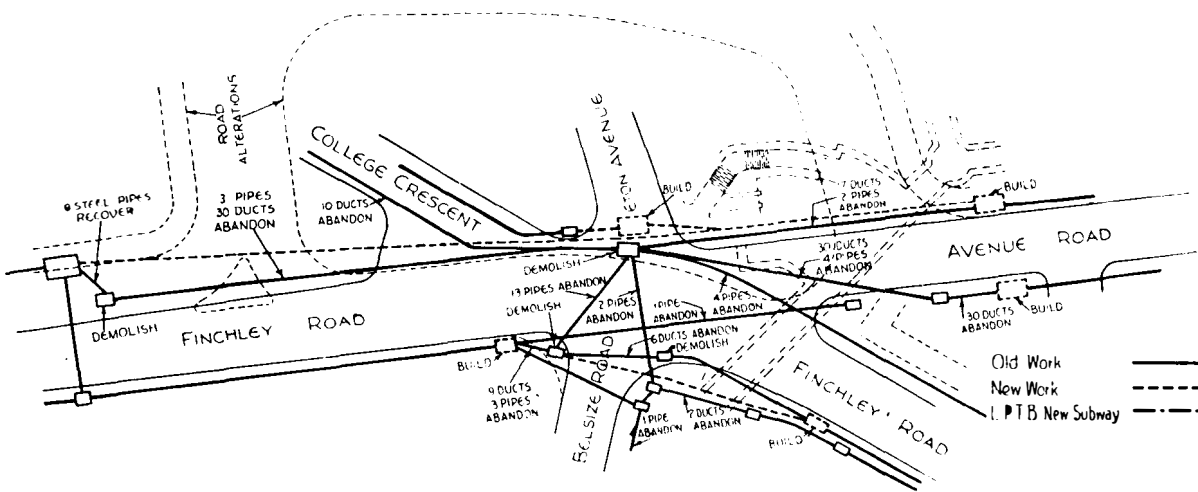 ROAD
ALTERATIONS
COLLEGE CRESCENT
AVENUE
BUILD
8 STEEL PIPES
RECOVER
3 PIPES
30 DUCTS
ABANDON
10 DUCTS
ABANDON
17 DUCTS
2 PIPES
ABANDON
BUILD
AVENUE ROAD
30 DUCTS
4 PIPES
ABANDON
DEMOLISH
13 PIPES ABANDON
2 PIPES
ABANDON
1 PIPE
ABANDON
4 PIPES
ABANDON
DEMOLISH
FINCHLEY ROAD
DEMOLISH
6 DUCTS ABANDON
DEMOLISH
30 DUCTS
ABANDON
BUILD
BUILD
9 DUCTS
3 PIPES
ABANDON
BELSIZE ROAD
1 PIPE
ABANDON
7 DUCTS
ABANDON
BUILD
FINCHLEY ROAD
Old Work
New Work
L.P.T.B New Subway